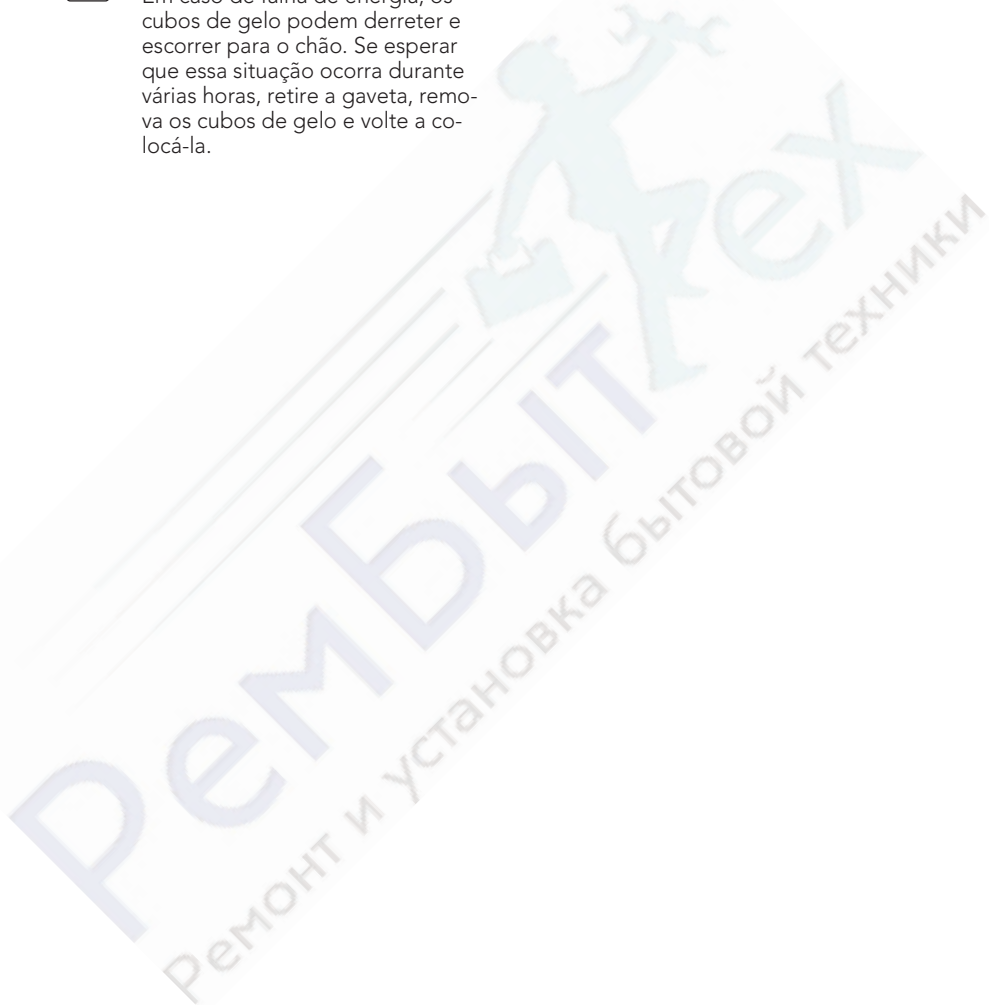 Em caso de falha de energia, os
cubos de gelo podem derreter e
escorrer para o chão. Se esperar
que essa situação ocorra durante
várias horas, retire a gaveta, remo-
va os cubos de gelo e volte a co-
locá-la.
РемБытТех
Ремонт и установка бытовой техники